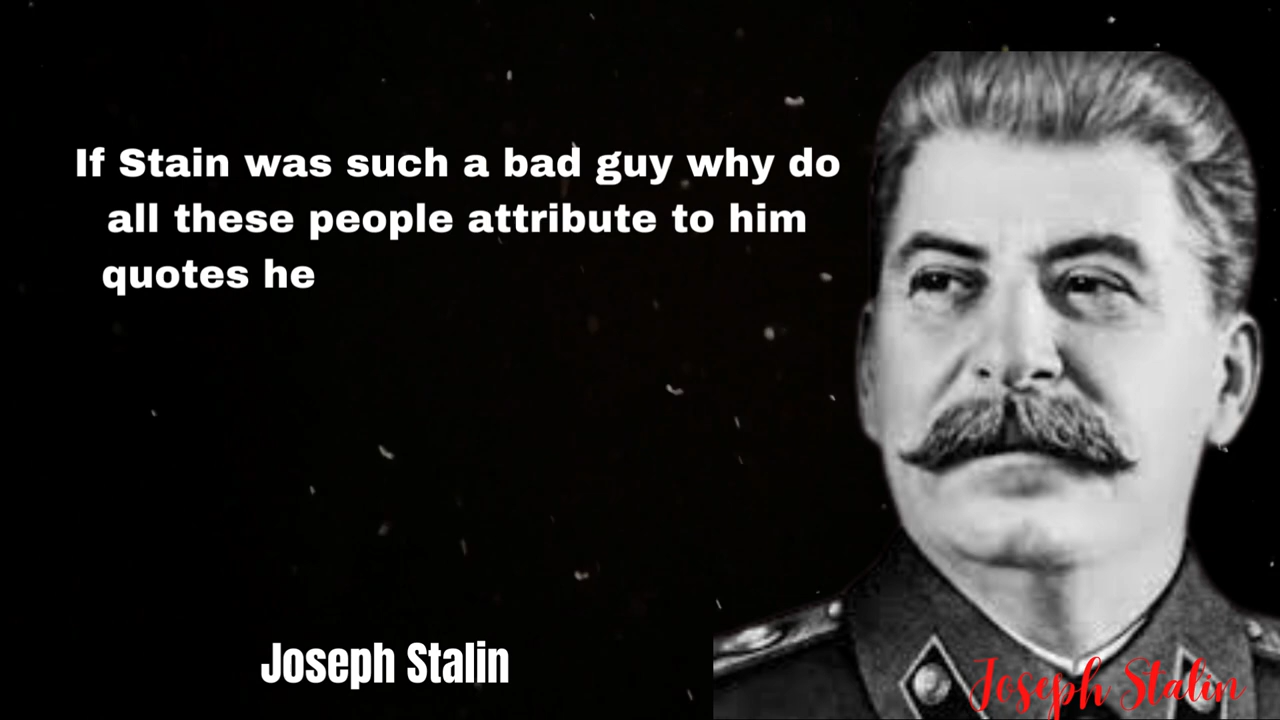 If Stain was such a bad guy why do
all these people attribute to him
quotes he
Joseph Stalin
Joseph Stalin